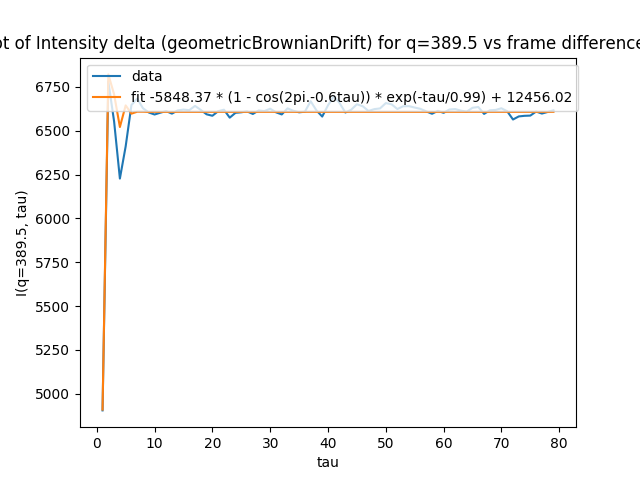 ot of Intensity delta (geometricBrownianDrift) for q=389.5 vs frame difference
data
fit -5848.37 * (1 - cos(2pi.-0.6tau)) * exp(-tau/0.99) + 12456.02
6750
6500
6250
6000
5750
5500
5250
5000
I(q=389.5, tau)
0 10 20 30 40 50 60 70 80
tau